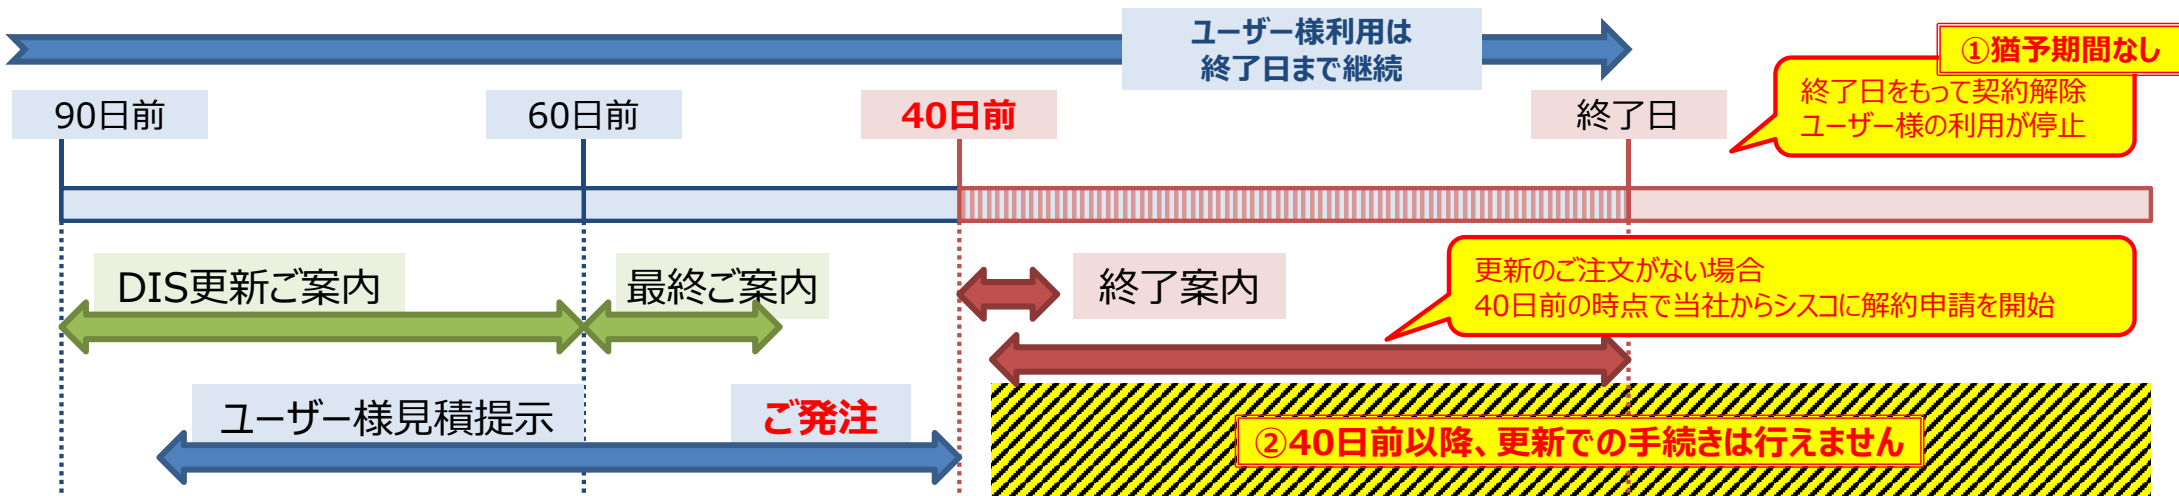 ユーザー様利用は
終了日まで継続
①猶予期間なし
終了日をもって契約解除
ユーザー様の利用が停止
90日前
60日前
40日前
終了日
DIS更新ご案内
最終ご案内
終了案内
更新のご注文がない場合
40日前の時点で当社からシスコに解約申請を開始
ユーザー様見積提示
ご発注
②40日前以降、更新での手続きは行えません